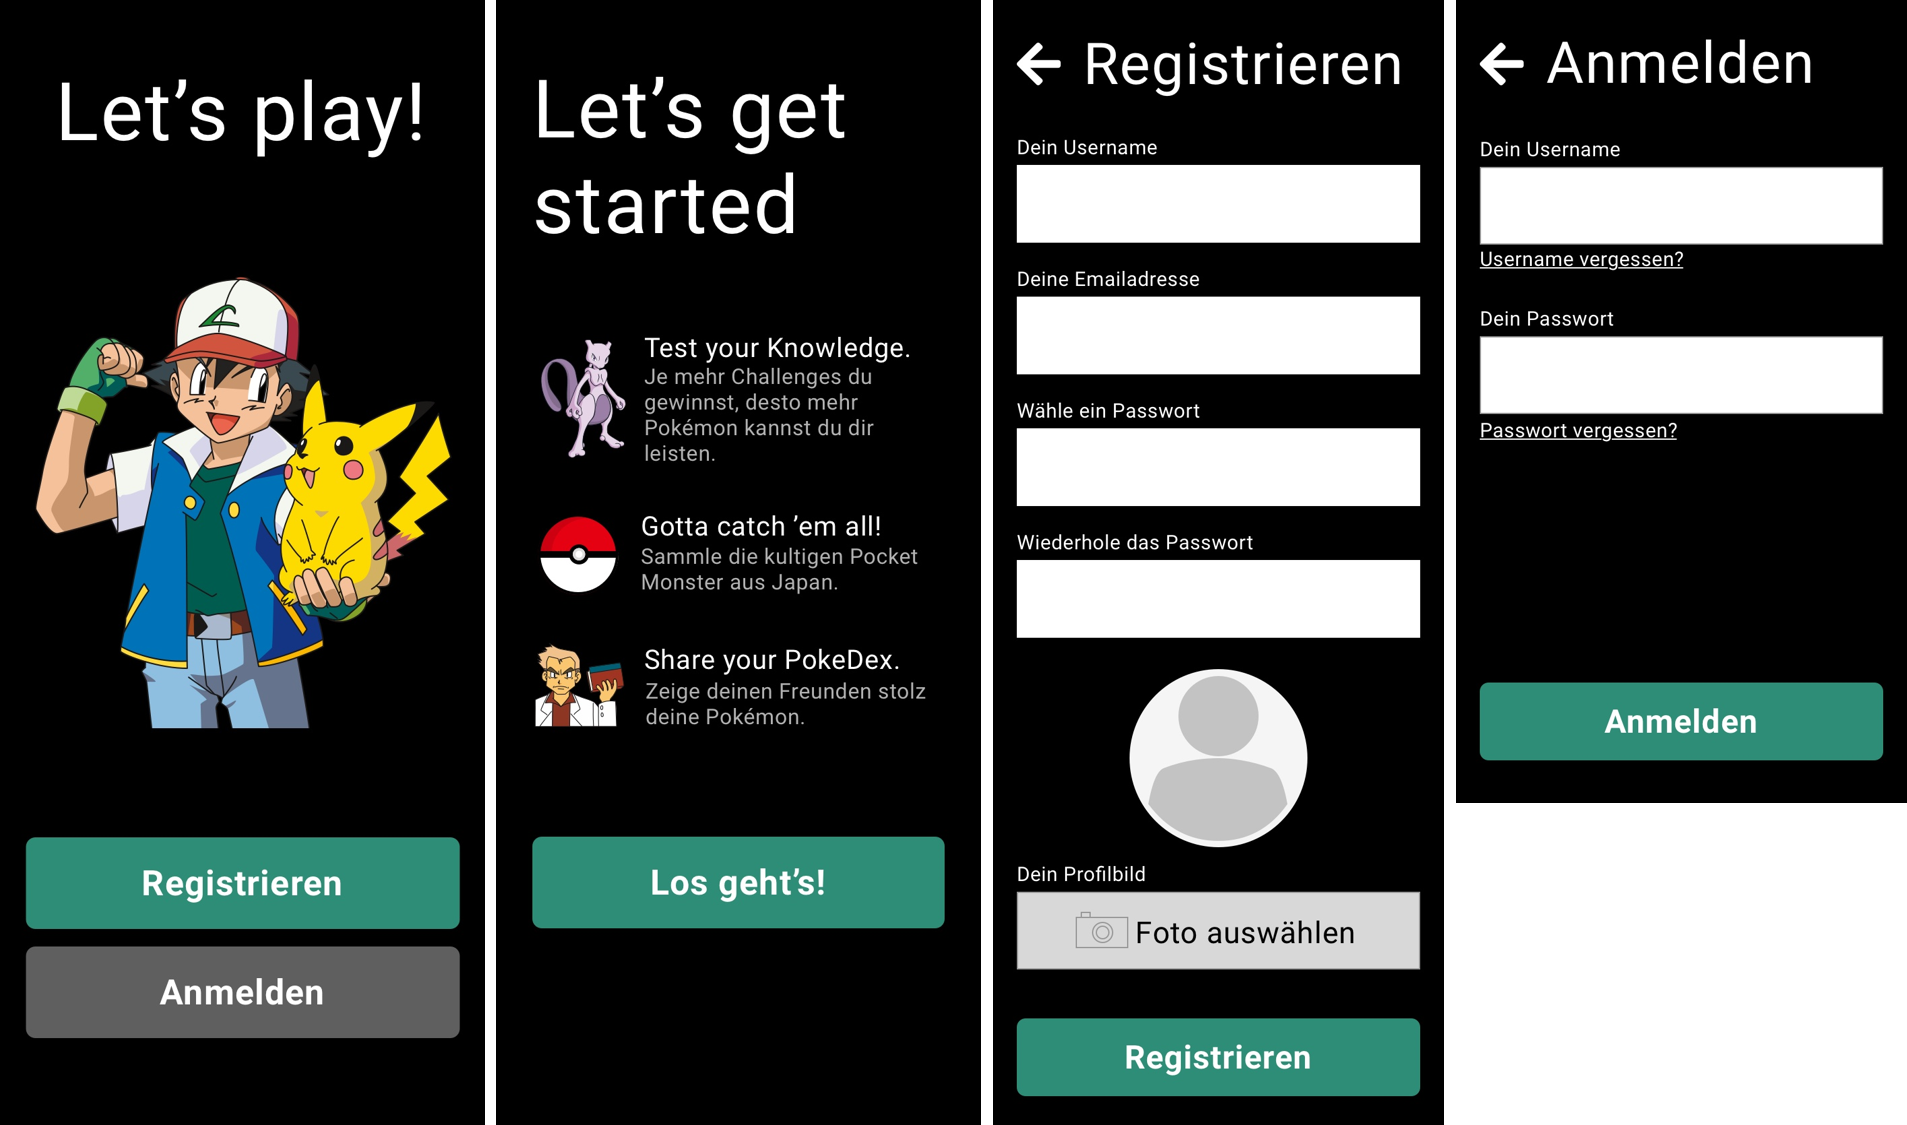 Let’s play!
Registrieren
Anmelden
Let’s get
started
Test your Knowledge.
Je mehr Challenges du
gewinnst, desto mehr
Pokémon kannst du dir
leisten.
Gotta catch ’em all!
Sammle die kultigen Pocket
Monster aus Japan.
Share your PokeDex.
Zeige deinen Freunden stolz
deine Pokémon.
Los geht’s!
Registrieren
Dein Username
Deine Emailadresse
Wähle ein Passwort
Wiederhole das Passwort
Dein Profilbild
Foto auswählen
Registrieren
Anmelden
Dein Username
Username vergessen?
Dein Passwort
Passwort vergessen?
Anmelden